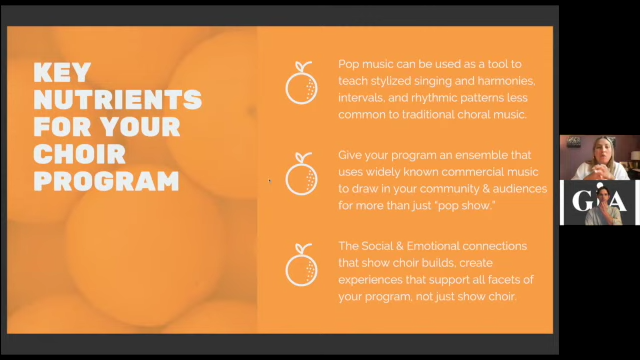 KEY
NUTRIENTS
FOR YOUR
CHOIR
PROGRAM
Pop music can be used as a tool to
teach stylized singing and harmonies,
intervals, and rhythmic patterns less
common to traditional choral music.
Give your program an ensemble that
uses widely known commercial music
to draw in your community & audiences
for more than just “pop show.”
The Social & Emotional connections
that show choir builds, create
experiences that support all facets of
your program, not just show choir.
G A